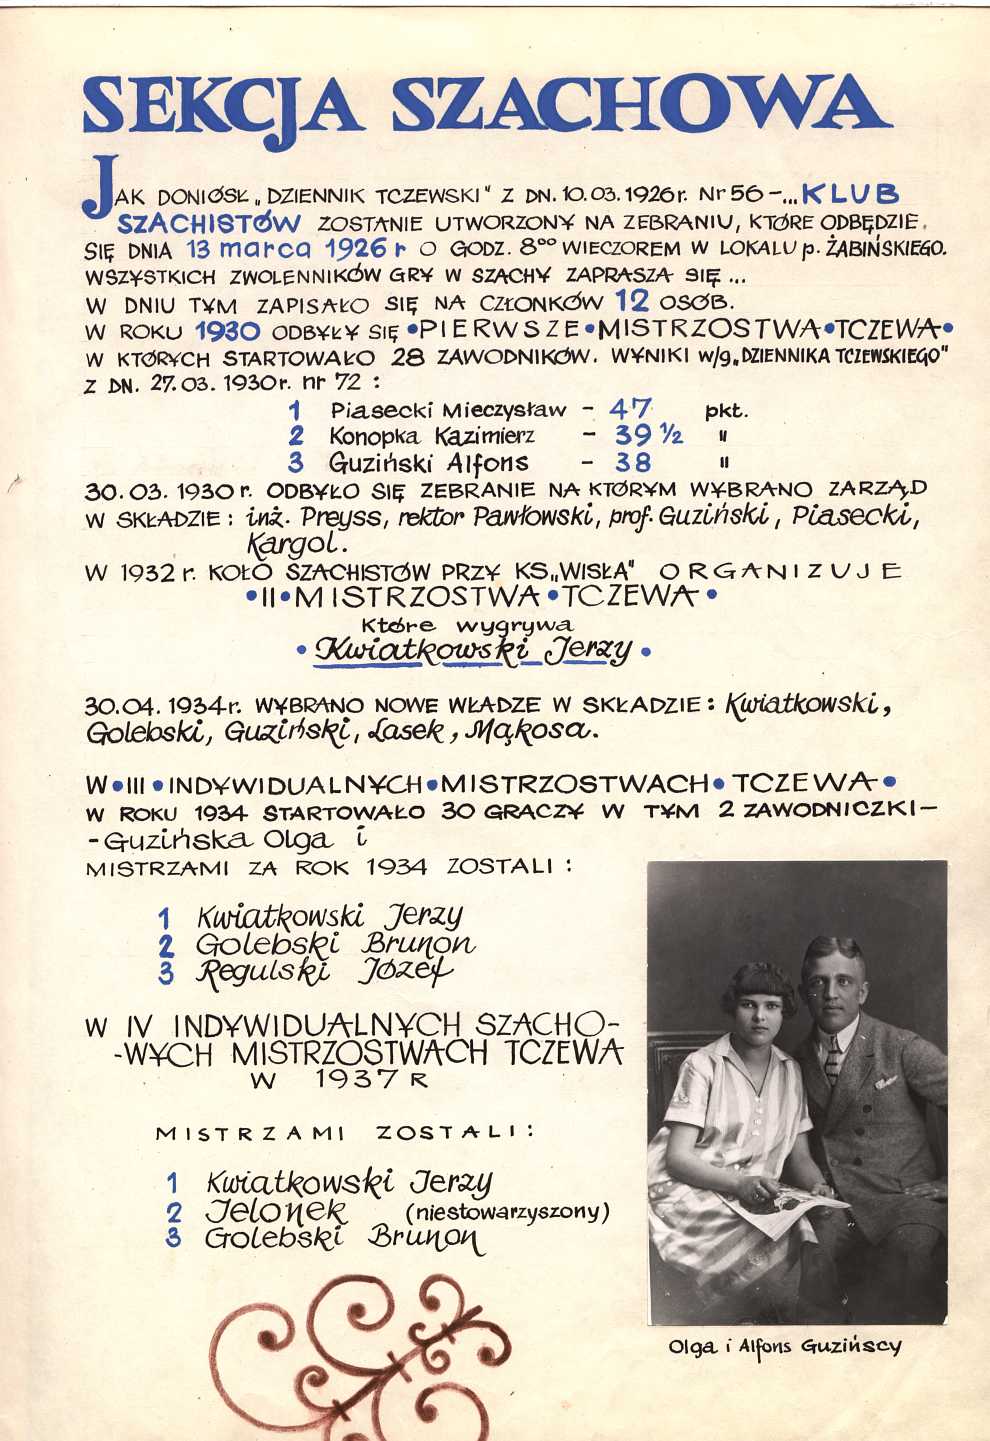 SEKCJA SZACHOWA
JAK DONIÓSŁ „DZIENNIK TCZEWSKI" Z DN. 10.03.1926r. Nr 56 –... KLUB
SZACHISTÓW ZOSTANIE UTWORZONY NA ZEBRANIU, KTÓRE ODBĘDZIE
SIĘ DNIA 13 marca 1926 r O GODZ. 8ºº WIECZOREM W LOKALU p. ŻABIŃSKIEGO.
WSZYSTKICH ZWOLENNIKÓW GRY W SZACHY ZAPRASZA SIĘ ...
W DNIU TYM ZAPISAŁO SIĘ NA CZŁONKÓW 12 OSÓB.
W ROKU 1930 ODBYŁY SIĘ •PIERWSZE•MISTRZOSTWA•TCZEWA•
W KTÓRYCH STARTOWAŁO 28 ZAWODNIKÓW. WYNIKI w/g „DZIENNIKA TCZEWSKIEGO"
Z DN. 27.03. 1930 r. nr 72 :
1 Piasecki Mieczysław – 47 pkt.
2 Konopka Kazimierz – 39 ½ "
3 Guziński Alfons – 38 "
30.03. 1930 r. ODBYŁO SIĘ ZEBRANIE NA KTÓRYM WYBRANO ZARZĄD
W SKŁADZIE : inż. Preyss, rektor Pawłowski, prof. Guziński, Piasecki,
Kargol.
W 1932 r. KOŁO SZACHISTÓW PRZY KS „WISŁA" ORGANIZUJE
•II•MISTRZOSTWA•TCZEWA•
Które wygrywa
• Kwiatkowski Jerzy •
30.04. 1934 r. WYBRANO NOWE WŁADZE W SKŁADZIE : Kwiatkowski,
Golebski, Guziński, Lasek, Mąkosa.
W•III•INDYWIDUALNYCH•MISTRZOSTWACH•TCZEWA•
W ROKU 1934 STARTOWAŁO 30 GRACZY W TYM 2 ZAWODNICZKI–
-Guzińska Olga i
MISTRZAMI ZA ROK 1934 ZOSTALI :
1 Kwiatkowski Jerzy
2 Golebski Brunon
3 Regulski Józef
W IV INDYWIDUALNYCH SZACHO-
-WYCH MISTRZOSTWACH TCZEWA
W 1937 R
MISTRZAMI ZOSTALI :
1 Kwiatkowski Jerzy
2 Jelonek (niestowarzyszony)
3 Golebski Brunon
Olga i Alfons Guzińscy